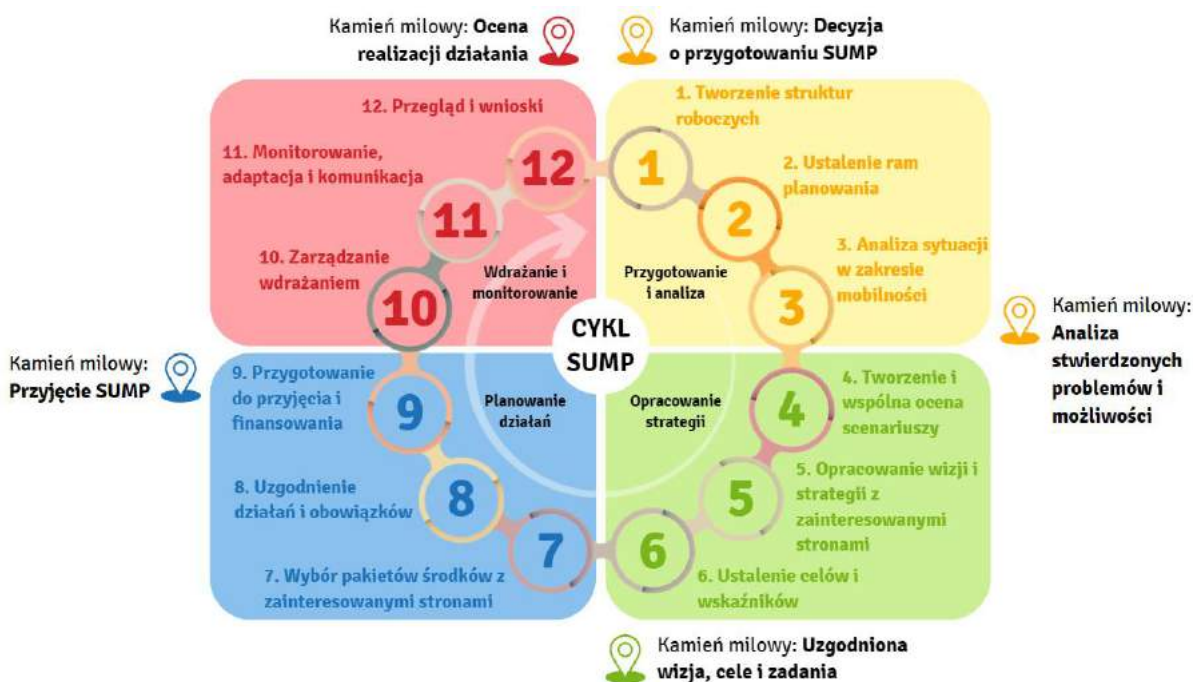 Kamień milowy: Ocena
realizacji działania
Kamień milowy: Decyzja
o przygotowaniu SUMP
12. Przegląd i wnioski
11. Monitorowanie,
adaptacja i komunikacja
10. Zarządzanie
wdrażaniem
12
11
10
Wdrażanie i
monitorowanie
1. Tworzenie struktur
roboczych
2. Ustalenie ram
planowania
3. Analiza sytuacji
w zakresie
mobilności
1
2
3
Przygotowanie
i analiza
CYKL
SUMP
Kamień milowy:
Analiza
stwierdzonych
problemów i
możliwości
Kamień milowy:
Przyjęcie SUMP
9. Przygotowanie
do przyjęcia i
finansowania
8. Uzgodnienie
działań i obowiązków
7. Wybór pakietów środków z
zainteresowanymi stronami
9
8
7
Planowanie
działań
Opracowanie
strategii
4
5
6
4. Tworzenie i
wspólna ocena
scenariuszy
5. Opracowanie wizji i
strategii z
zainteresowanymi
stronami
6. Ustalenie celów i
wskaźników
Kamień milowy: Uzgodniona
wizja, cele i zadania